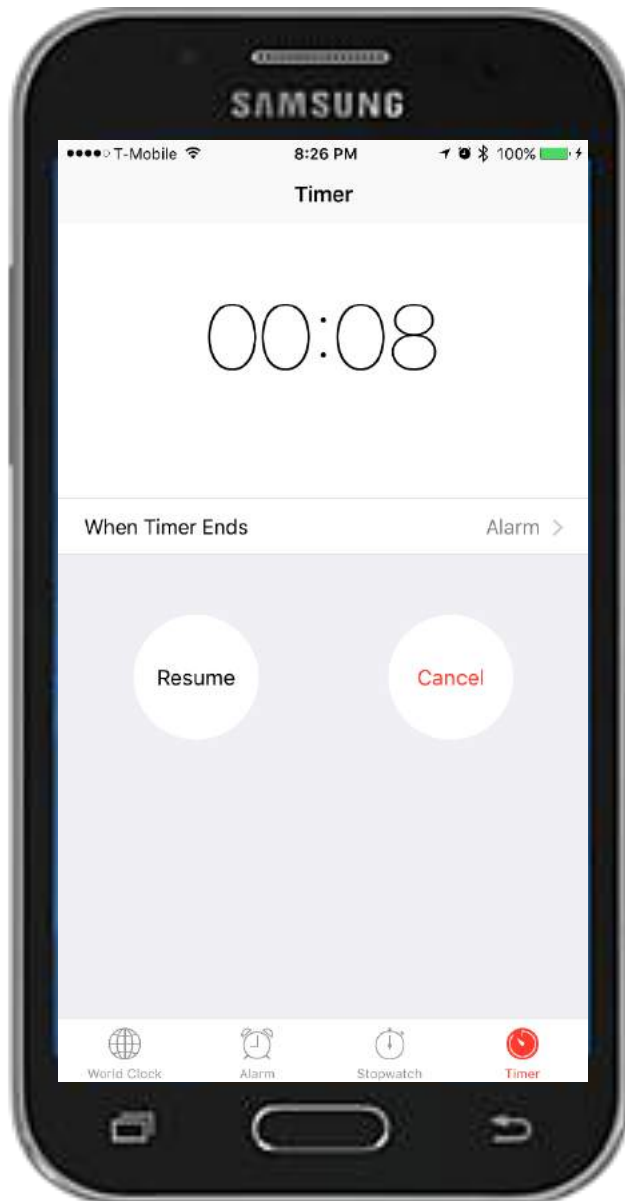 SAMSUNG
T-Mobile 8:26 PM 100%
Timer
00:08
When Timer Ends Alarm >
Resume Cancel
World Clock Alarm Stopwatch Timer